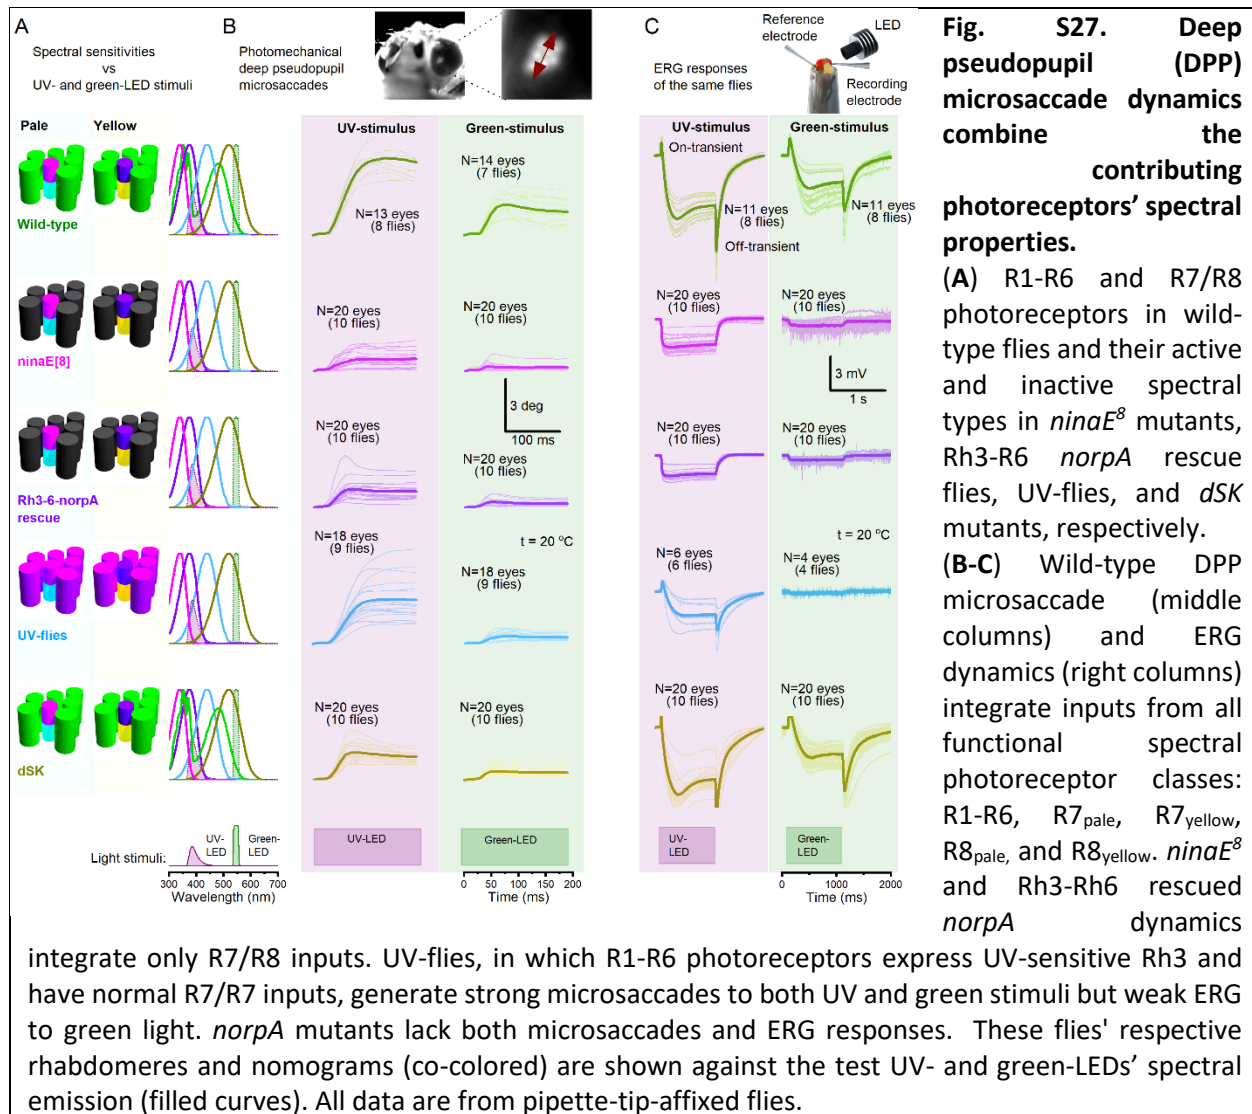 A
Spectral sensitivities
vs
UV- and green-LED stimuli
Pale
Yellow
Wild-type
ninaE[8]
Rh3-6-norpA
rescue
UV-flies
dSK
Light stimuli:
UV-
LED
Green-
LED
300 400 500 600 700
Wavelength (nm)
B
Photomechanical
deep pseudopupil
microsaccades
UV-stimulus
Green-stimulus
N=13 eyes
(8 flies)
N=14 eyes
(7 flies)
N=20 eyes
(10 flies)
N=20 eyes
(10 flies)
3 deg
100 ms
N=20 eyes
(10 flies)
N=20 eyes
(10 flies)
N=18 eyes
(9 flies)
t = 20 °C
N=18 eyes
(9 flies)
N=20 eyes
(10 flies)
N=20 eyes
(10 flies)
UV-LED
Green-LED
0 50 100 150 200
Time (ms)
C
Reference
electrode
LED
ERG responses
of the same flies
Recording
electrode
UV-stimulus
Green-stimulus
On-transient
N=11 eyes
(8 flies)
Off-transient
N=11 eyes
(8 flies)
N=20 eyes
(10 flies)
N=20 eyes
(10 flies)
3 mV
1 s
N=20 eyes
(10 flies)
N=20 eyes
(10 flies)
t = 20 °C
N=6 eyes
(6 flies)
N=4 eyes
(4 flies)
N=20 eyes
(10 flies)
N=20 eyes
(10 flies)
UV-
LED
Green-
LED
0 1000 2000
Time (ms)
Fig. S27. Deep
pseudopupil (DPP)
microsaccade dynamics
combine the
contributing
photoreceptors’ spectral
properties.
(A) R1-R6 and R7/R8
photoreceptors in wild-
type flies and their active
and inactive spectral
types in ninaE8 mutants,
Rh3-R6 norpA rescue
flies, UV-flies, and dSK
mutants, respectively.
(B-C) Wild-type DPP
microsaccade (middle
columns) and ERG
dynamics (right columns)
integrate inputs from all
functional spectral
photoreceptor classes:
R1-R6, R7pale, R7yellow,
R8pale, and R8yellow. ninaE8
and Rh3-Rh6 rescued
norpA dynamics
integrate only R7/R8 inputs. UV-flies, in which R1-R6 photoreceptors express UV-sensitive Rh3 and
have normal R7/R7 inputs, generate strong microsaccades to both UV and green stimuli but weak ERG
to green light. norpA mutants lack both microsaccades and ERG responses. These flies' respective
rhabdomeres and nomograms (co-colored) are shown against the test UV- and green-LEDs’ spectral
emission (filled curves). All data are from pipette-tip-affixed flies.